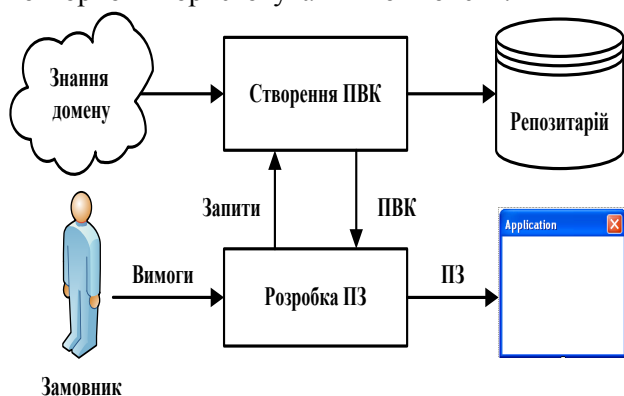 Знання
домену
Створення ПВК
Репозитарій
Запити
ПВК
Application
Вимоги
Розробка ПЗ
ПЗ
Замовник